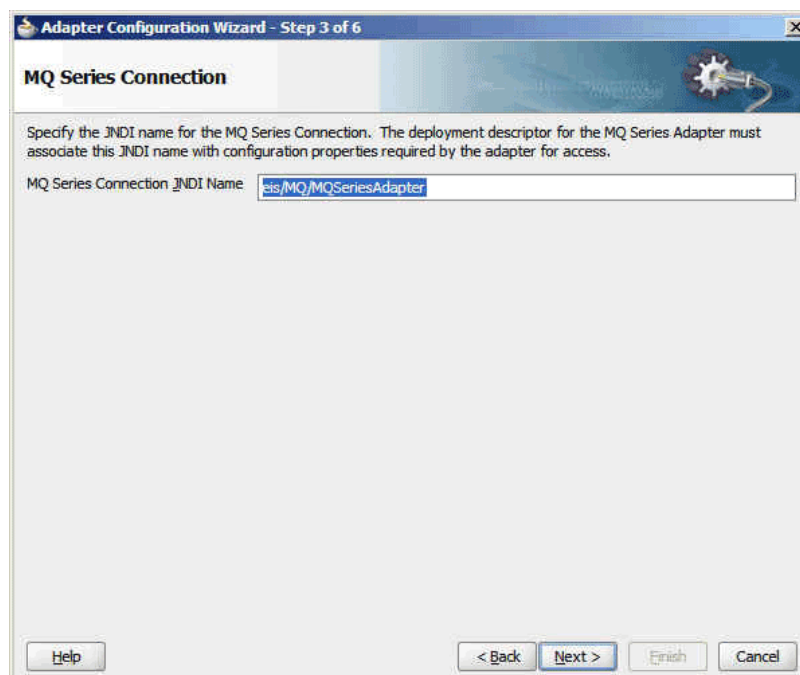 Adapter Configuration Wizard - Step 3 of 6
MQ Series Connection
Specify the JNDI name for the MQ Series Connection. The deployment descriptor for the MQ Series Adapter must
associate this JNDI name with configuration properties required by the adapter for access.
MQ Series Connection JNDI Name eis/MQ/MQSeriesAdapter
Help < Back Next > Finish Cancel